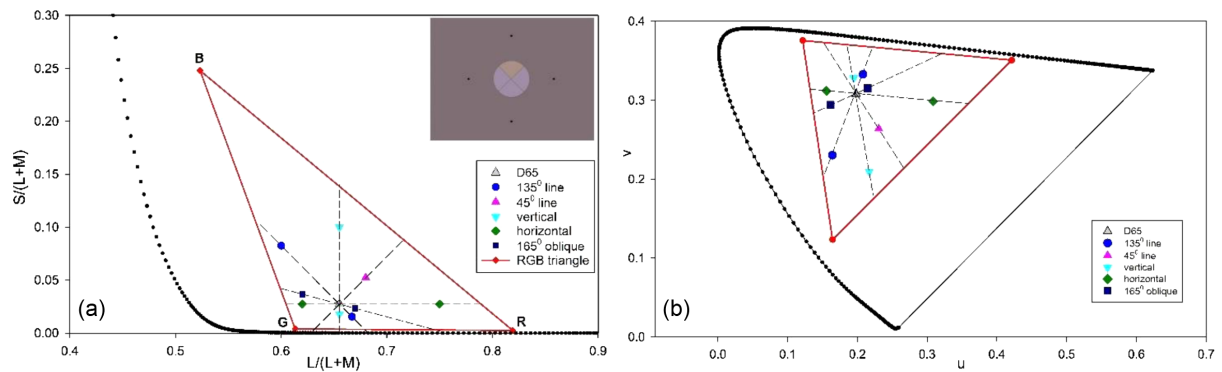 (a)
S/(L+M)
0.30
0.25
0.20
0.15
0.10
0.05
0.00
B
G
R
D65
135⁰ line
45⁰ line
vertical
horizontal
165⁰ oblique
RGB triangle
0.4 0.5 0.6 0.7 0.8 0.9
L/(L+M)
(b)
v
0.4
0.3
0.2
0.1
0
D65
135⁰ line
45⁰ line
vertical
horizontal
165⁰ oblique
0.0 0.1 0.2 0.3 0.4 0.5 0.6 0.7
u